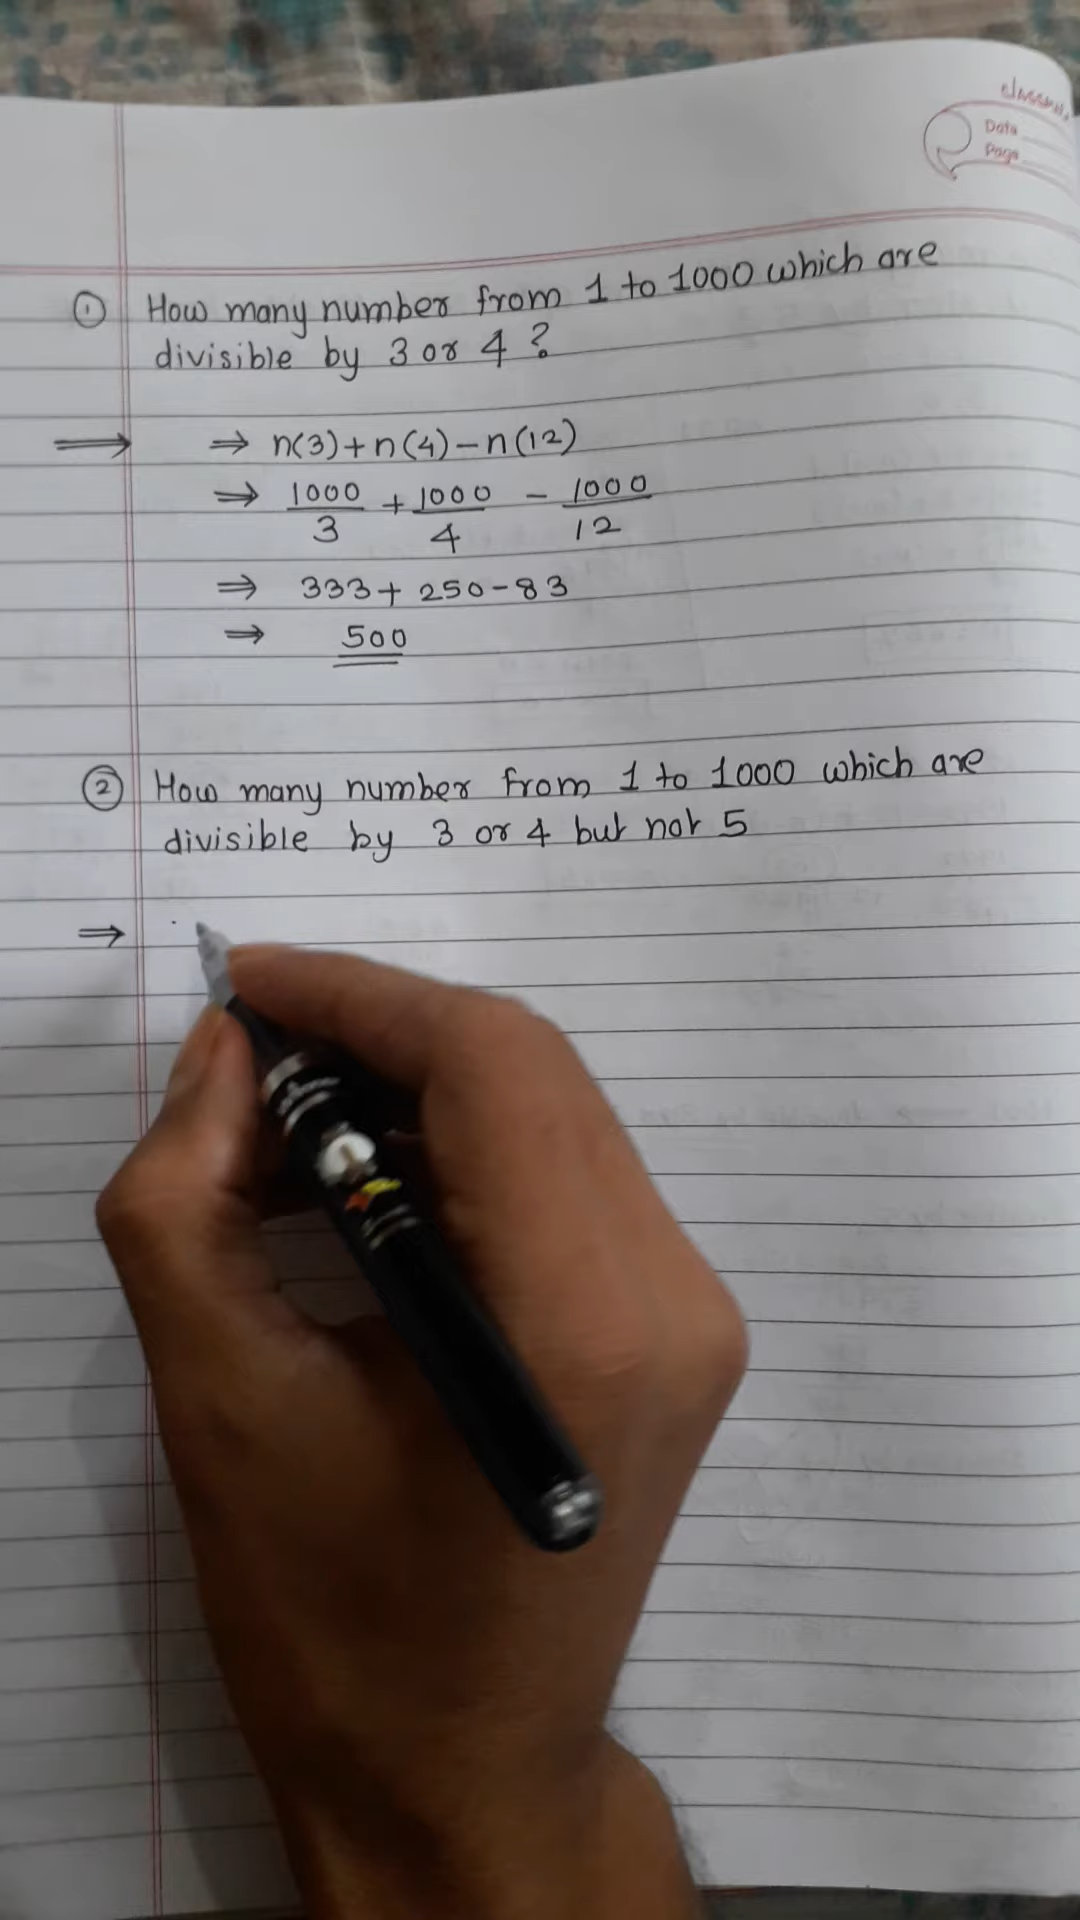 classmate
Date
Page
① How many number from 1 to 1000 which are
divisible by 3 or 4 ?
⟹ ⇒ n(3)+n(4)-n(12)
⇒ 1000/3 + 1000/4 - 1000/12
⇒ 333+ 250-83
⇒ 500
② How many number from 1 to 1000 which are
divisible by 3 or 4 but not 5
⇒